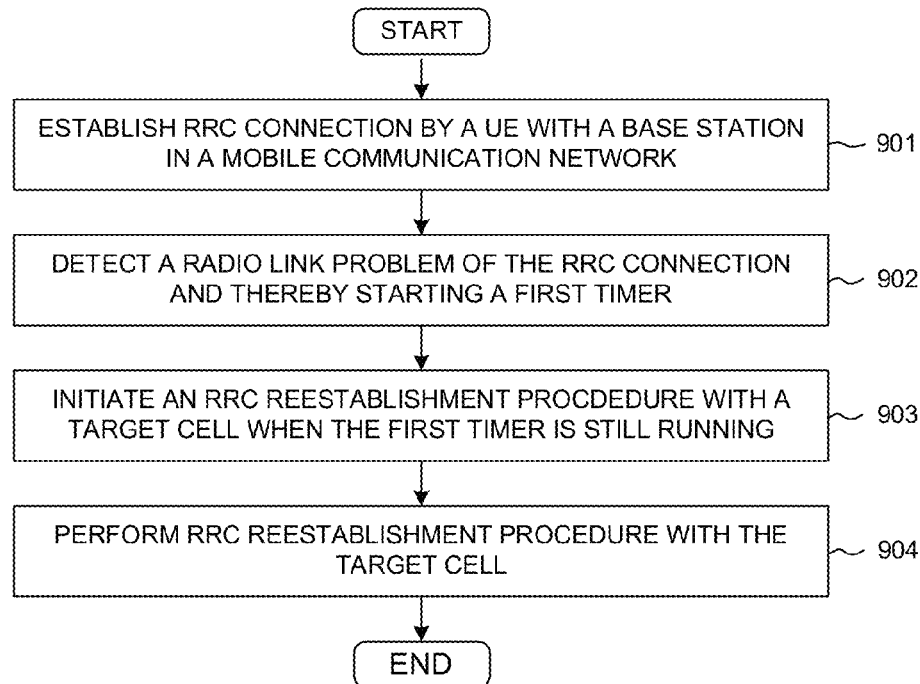 START
ESTABLISH RRC CONNECTION BY A UE WITH A BASE STATION
IN A MOBILE COMMUNICATION NETWORK
901
DETECT A RADIO LINK PROBLEM OF THE RRC CONNECTION
AND THEREBY STARTING A FIRST TIMER
902
INITIATE AN RRC REESTABLISHMENT PROCDEDURE WITH A
TARGET CELL WHEN THE FIRST TIMER IS STILL RUNNING
903
PERFORM RRC REESTABLISHMENT PROCEDURE WITH THE
TARGET CELL
904
END